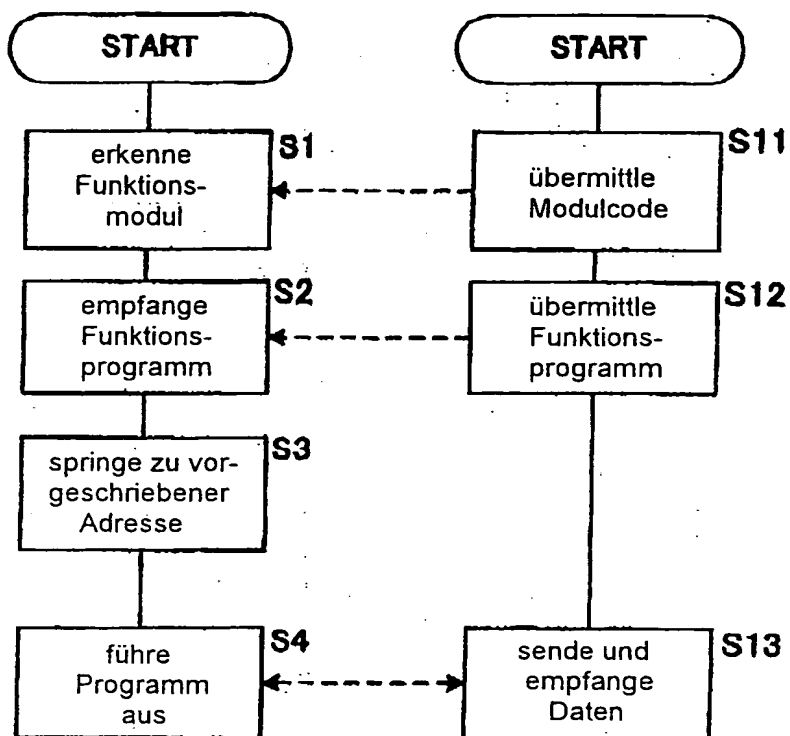 START
erkenne
Funktions-
modul
S1
empfange
Funktions-
programm
S2
springe zu vor-
geschriebener
Adresse
S3
führe
Programm
aus
S4
START
übermittle
Modulcode
S11
übermittle
Funktions-
programm
S12
sende und
empfange
Daten
S13